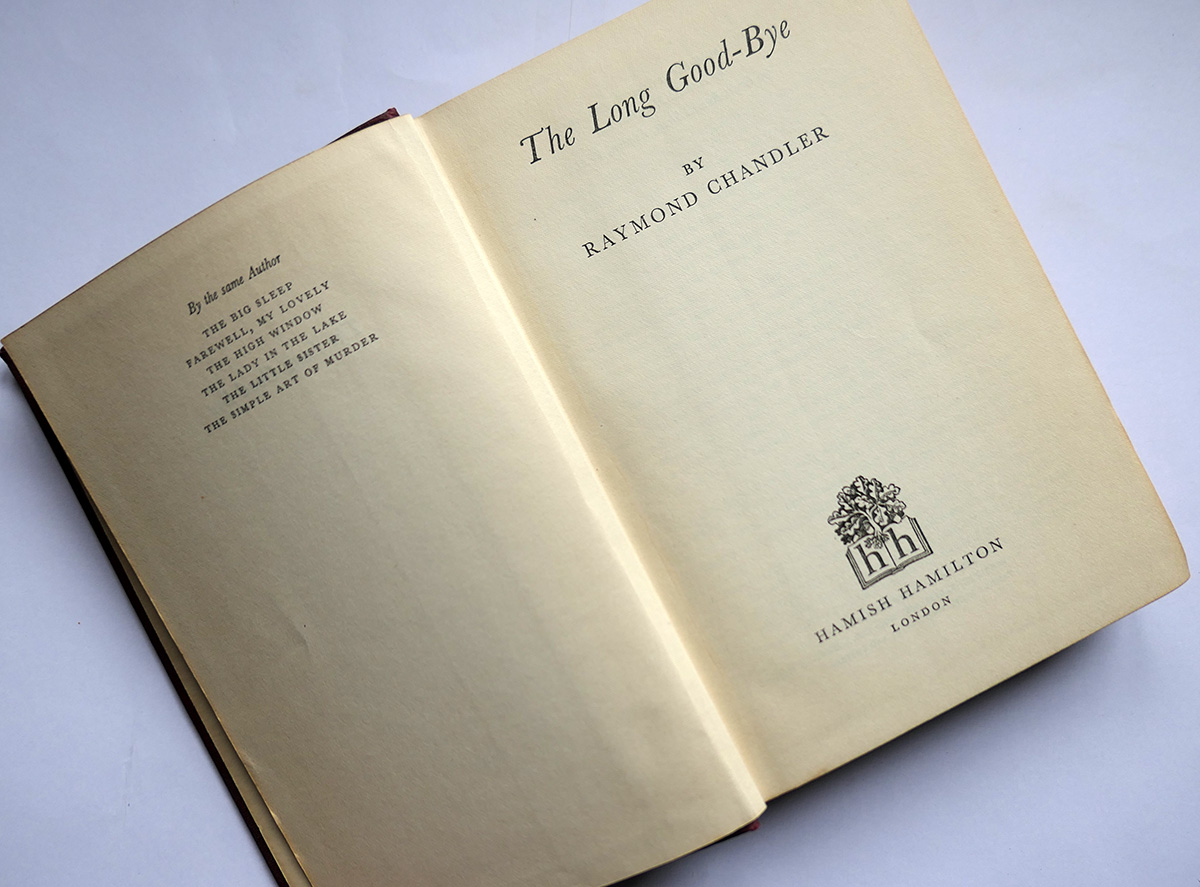 By the same Author
THE BIG SLEEP
FAREWELL, MY LOVELY
THE HIGH WINDOW
THE LADY IN THE LAKE
THE LITTLE SISTER
THE SIMPLE ART OF MURDER
The Long Good-Bye
BY
RAYMOND CHANDLER
hh
HAMISH HAMILTON
LONDON